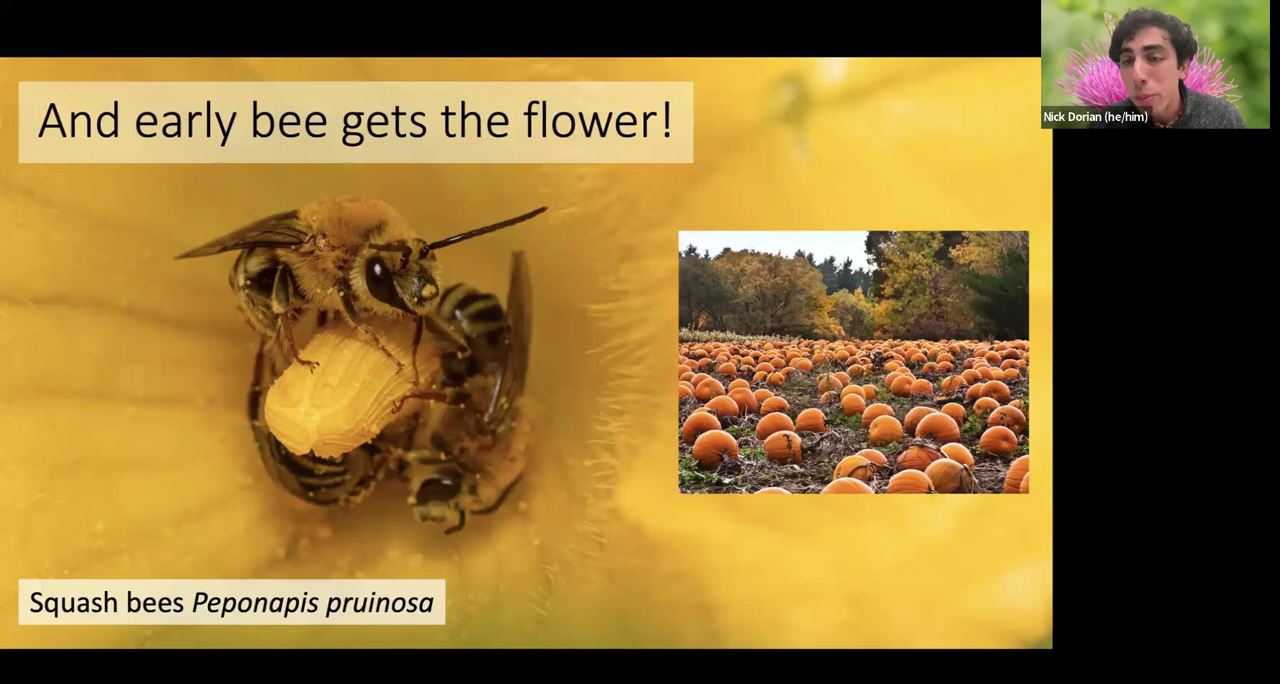 And early bee gets the flower!
Nick Dorian (he/him)
Squash bees Peponapis pruinosa